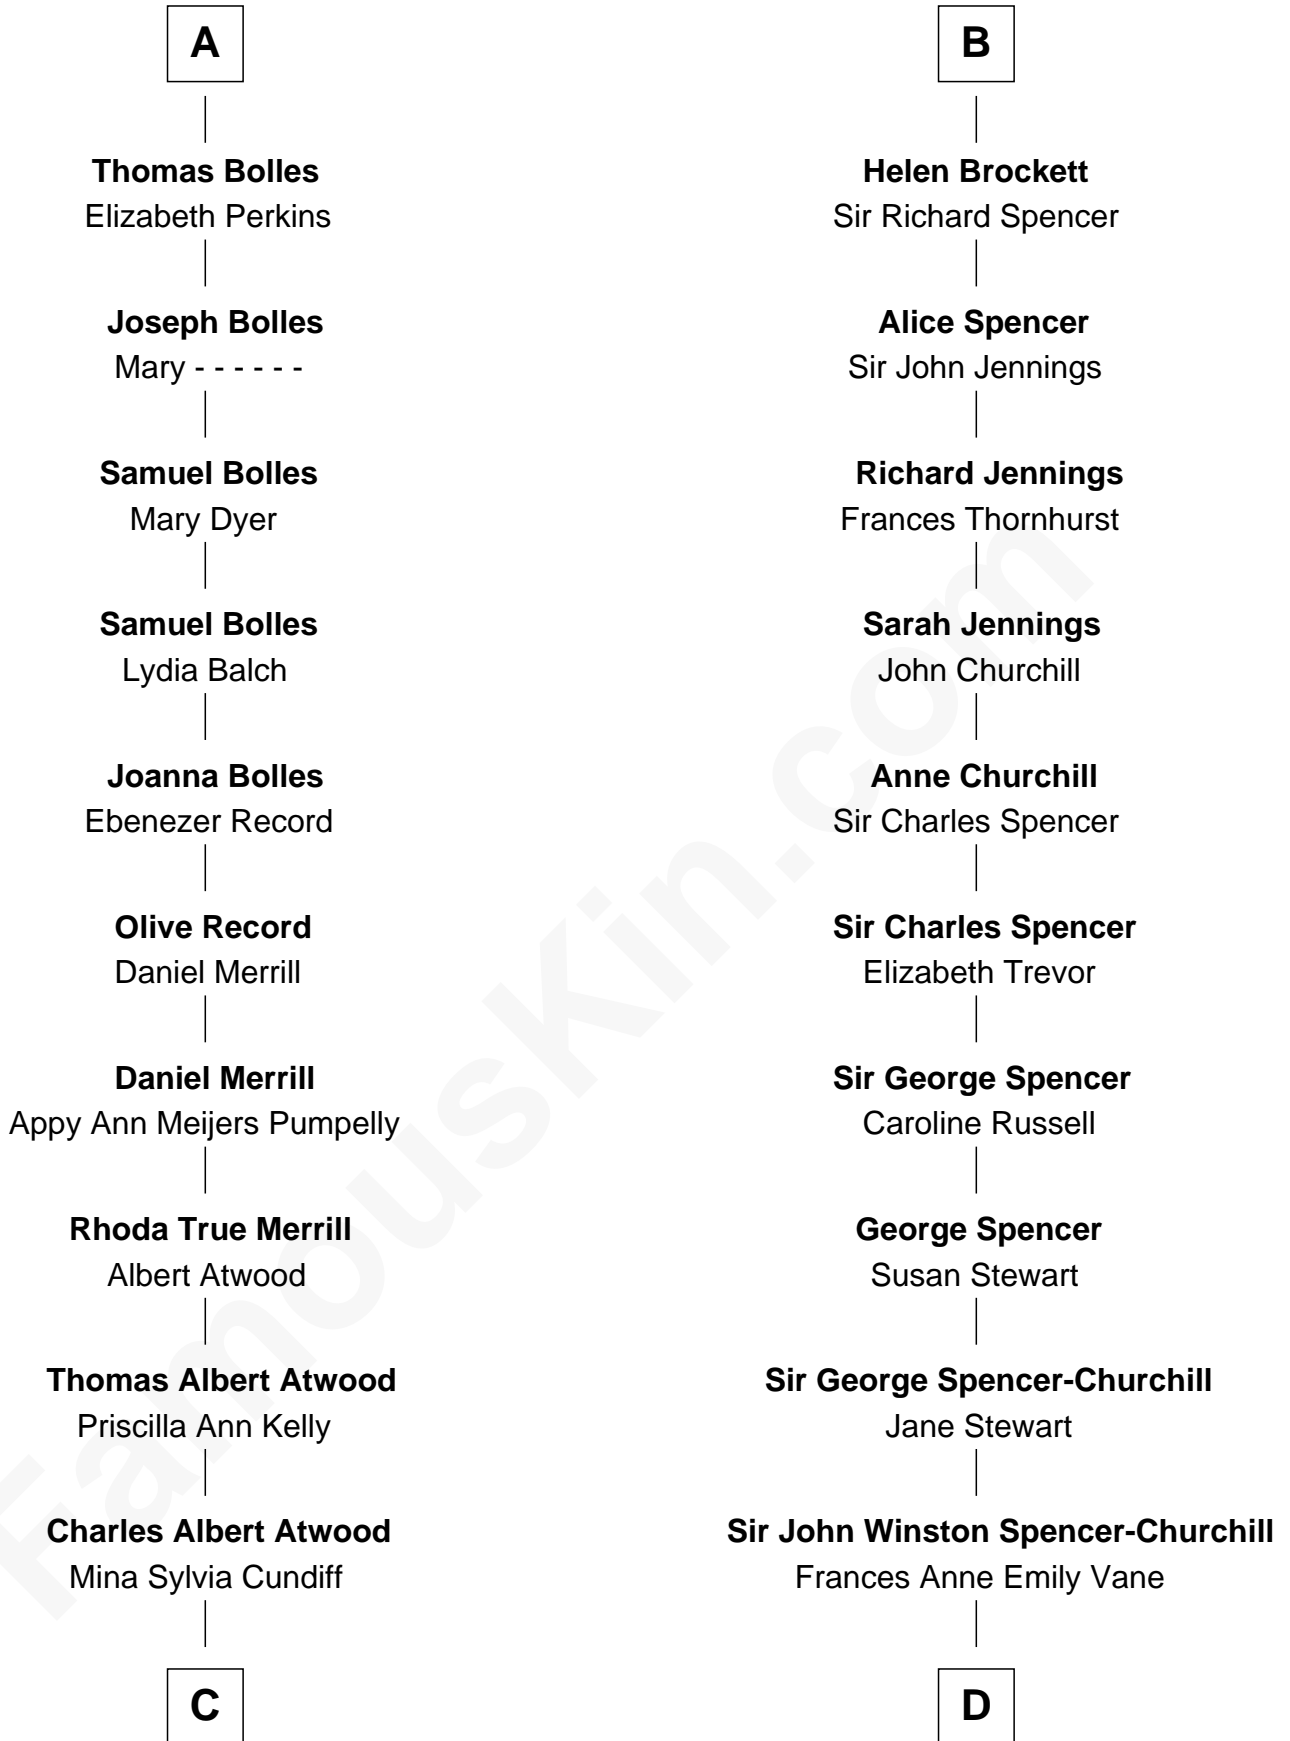 A
Thomas Bolles
Elizabeth Perkins
Joseph Bolles
Mary - - - - - -
Samuel Bolles
Mary Dyer
Samuel Bolles
Lydia Balch
Joanna Bolles
Ebenezer Record
Olive Record
Daniel Merrill
Daniel Merrill
Appy Ann Meijers Pumpelly
Rhoda True Merrill
Albert Atwood
Thomas Albert Atwood
Priscilla Ann Kelly
Charles Albert Atwood
Mina Sylvia Cundiff
C
B
Helen Brockett
Sir Richard Spencer
Alice Spencer
Sir John Jennings
Richard Jennings
Frances Thornhurst
Sarah Jennings
John Churchill
Anne Churchill
Sir Charles Spencer
Sir Charles Spencer
Elizabeth Trevor
Sir George Spencer
Caroline Russell
George Spencer
Susan Stewart
Sir George Spencer-Churchill
Jane Stewart
Sir John Winston Spencer-Churchill
Frances Anne Emily Vane
D
FamousKin.com